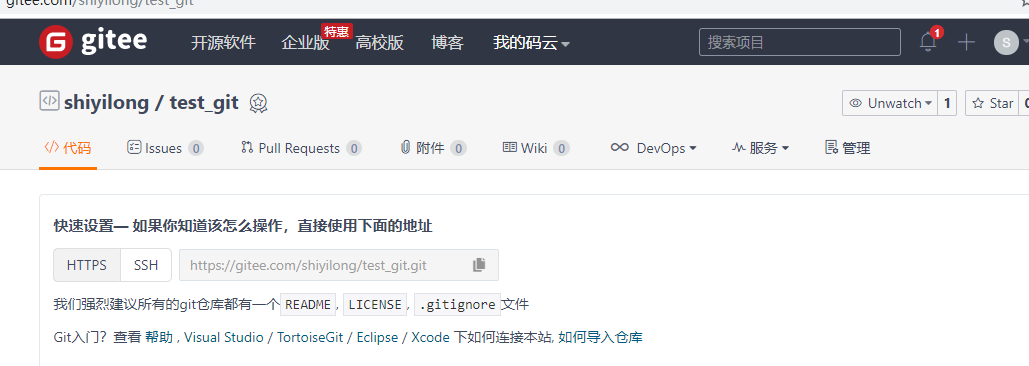 gitee.com/shiyilong/test_git
gitee 开源软件 企业版 特惠 高校版 博客 我的码云 搜索项目 1 S
shiyilong / test_git Unwatch 1 Star
代码 Issues 0 Pull Requests 0 附件 0 Wiki 0 DevOps 服务 管理
快速设置— 如果你知道该怎么操作，直接使用下面的地址
HTTPS SSH https://gitee.com/shiyilong/test_git.git
我们强烈建议所有的git仓库都有一个 README, LICENSE, .gitignore 文件
Git入门？查看 帮助 , Visual Studio / TortoiseGit / Eclipse / Xcode 下如何连接本站, 如何导入仓库